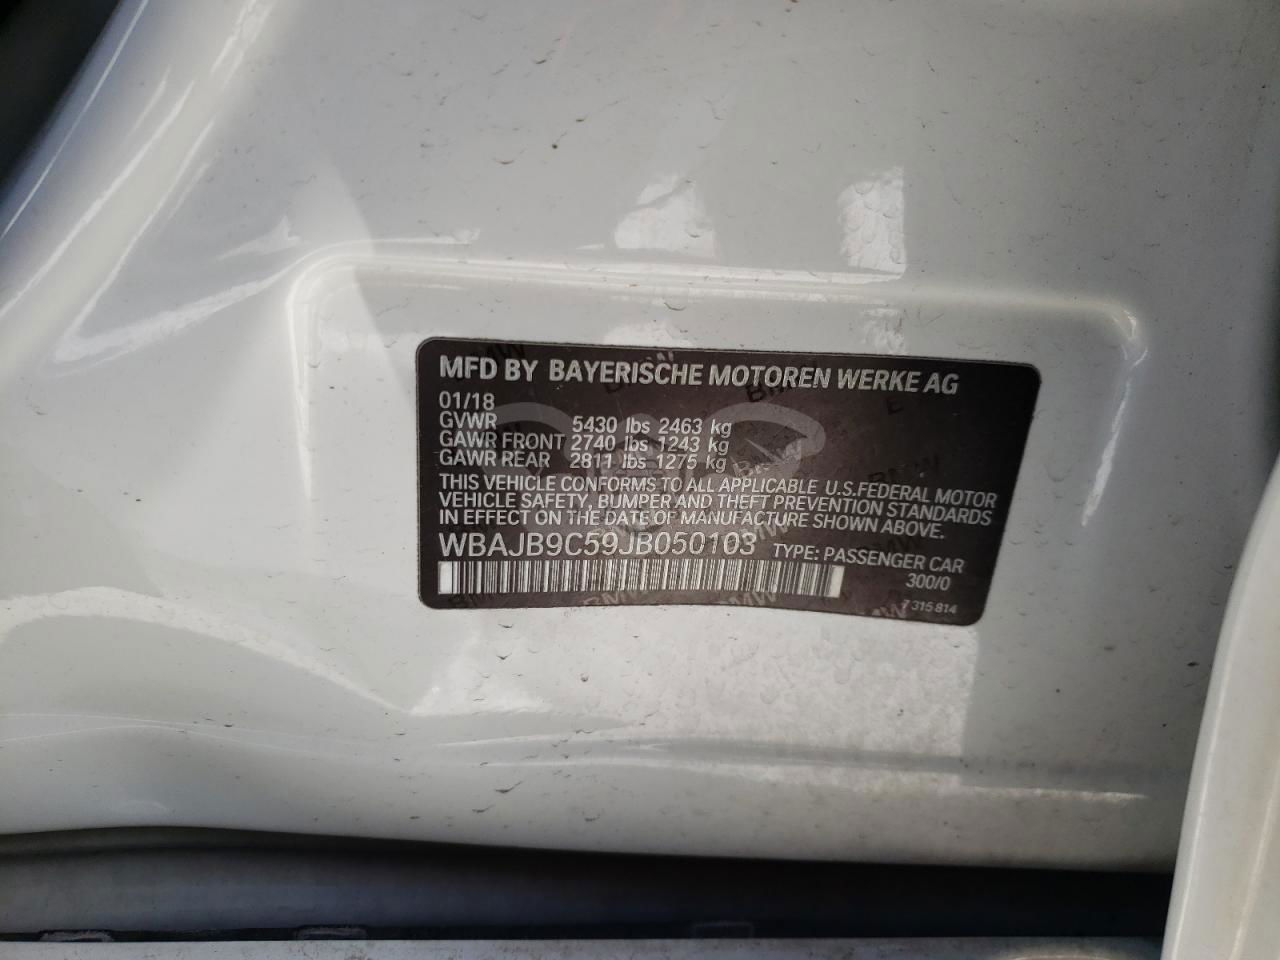 MFD BY BAYERISCHE MOTOREN WERKE AG
01/18
GVWR 5430 lbs 2463 kg
GAWR FRONT 2740 lbs 1243 kg
GAWR REAR 2811 lbs 1275 kg
THIS VEHICLE CONFORMS TO ALL APPLICABLE U.S.FEDERAL MOTOR
VEHICLE SAFETY, BUMPER AND THEFT PREVENTION STANDARDS
IN EFFECT ON THE DATE OF MANUFACTURE SHOWN ABOVE.
WBAJB9C59JB050103 TYPE: PASSENGER CAR
300/0
7 315 814